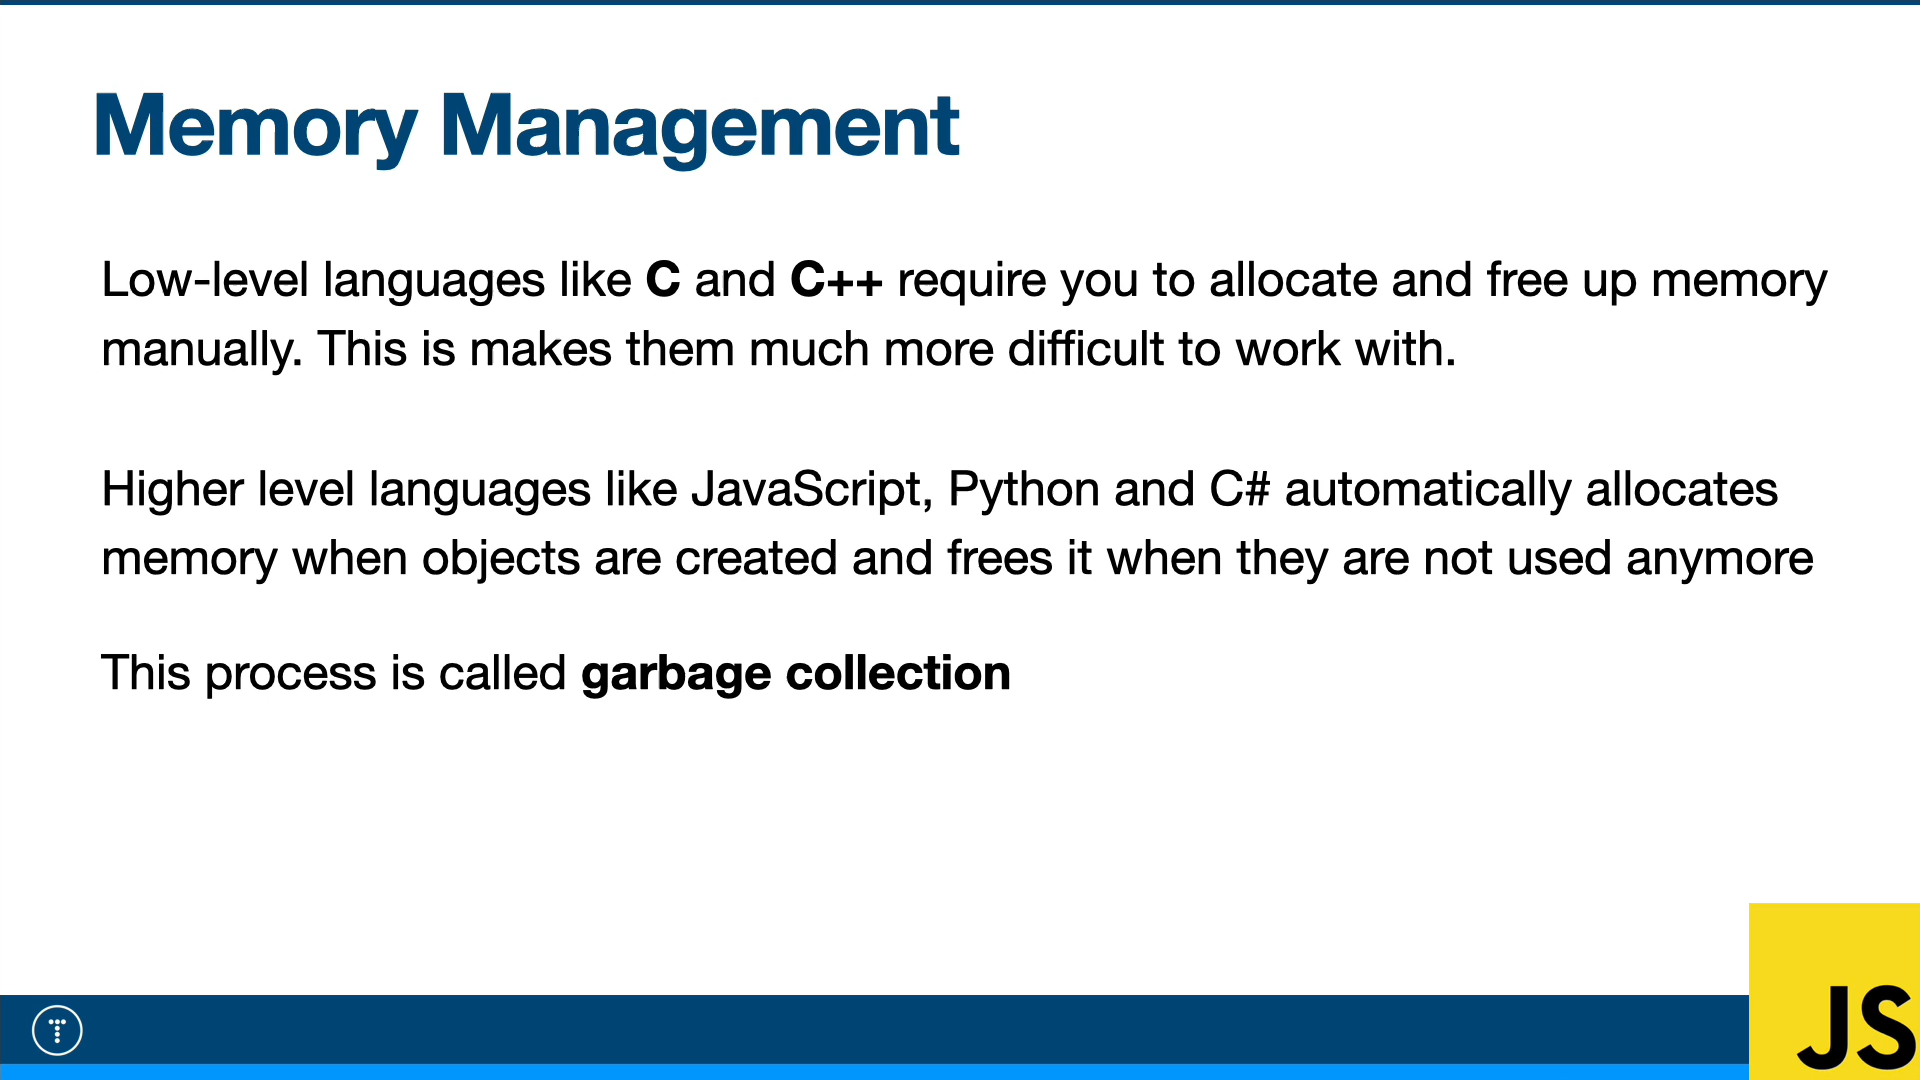 Memory Management
Low-level languages like C and C++ require you to allocate and free up memory
manually. This is makes them much more difficult to work with.
Higher level languages like JavaScript, Python and C# automatically allocates
memory when objects are created and frees it when they are not used anymore
This process is called garbage collection
T
JS